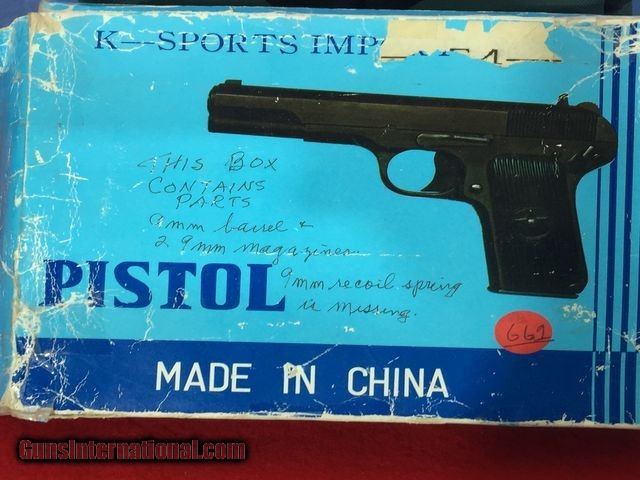 K—SPORTS IMP
THIS BOX
CONTAINS
PARTS
9mm barrel &
2 9mm magazines.
9mm recoil spring
is missing.
PISTOL
661
MADE IN CHINA
GunsInternational.com